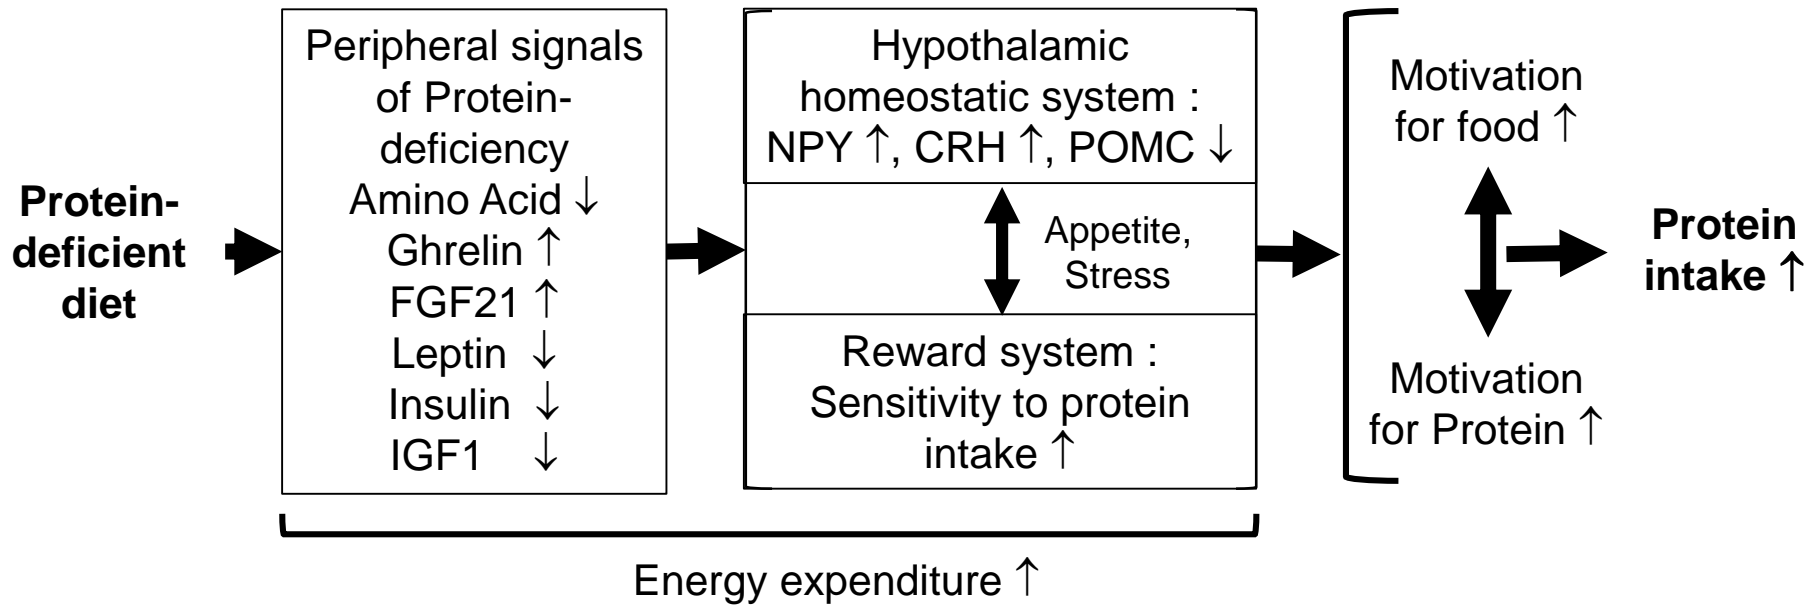 Protein-
deficient
diet
Peripheral signals
of Protein-
deficiency
Amino Acid ↓
Ghrelin ↑
FGF21 ↑
Leptin ↓
Insulin ↓
IGF1 ↓
Hypothalamic
homeostatic system :
NPY ↑, CRH ↑, POMC ↓
Appetite,
Stress
Reward system :
Sensitivity to protein
intake ↑
Energy expenditure ↑
Motivation
for food ↑
Motivation
for Protein ↑
Protein
intake ↑